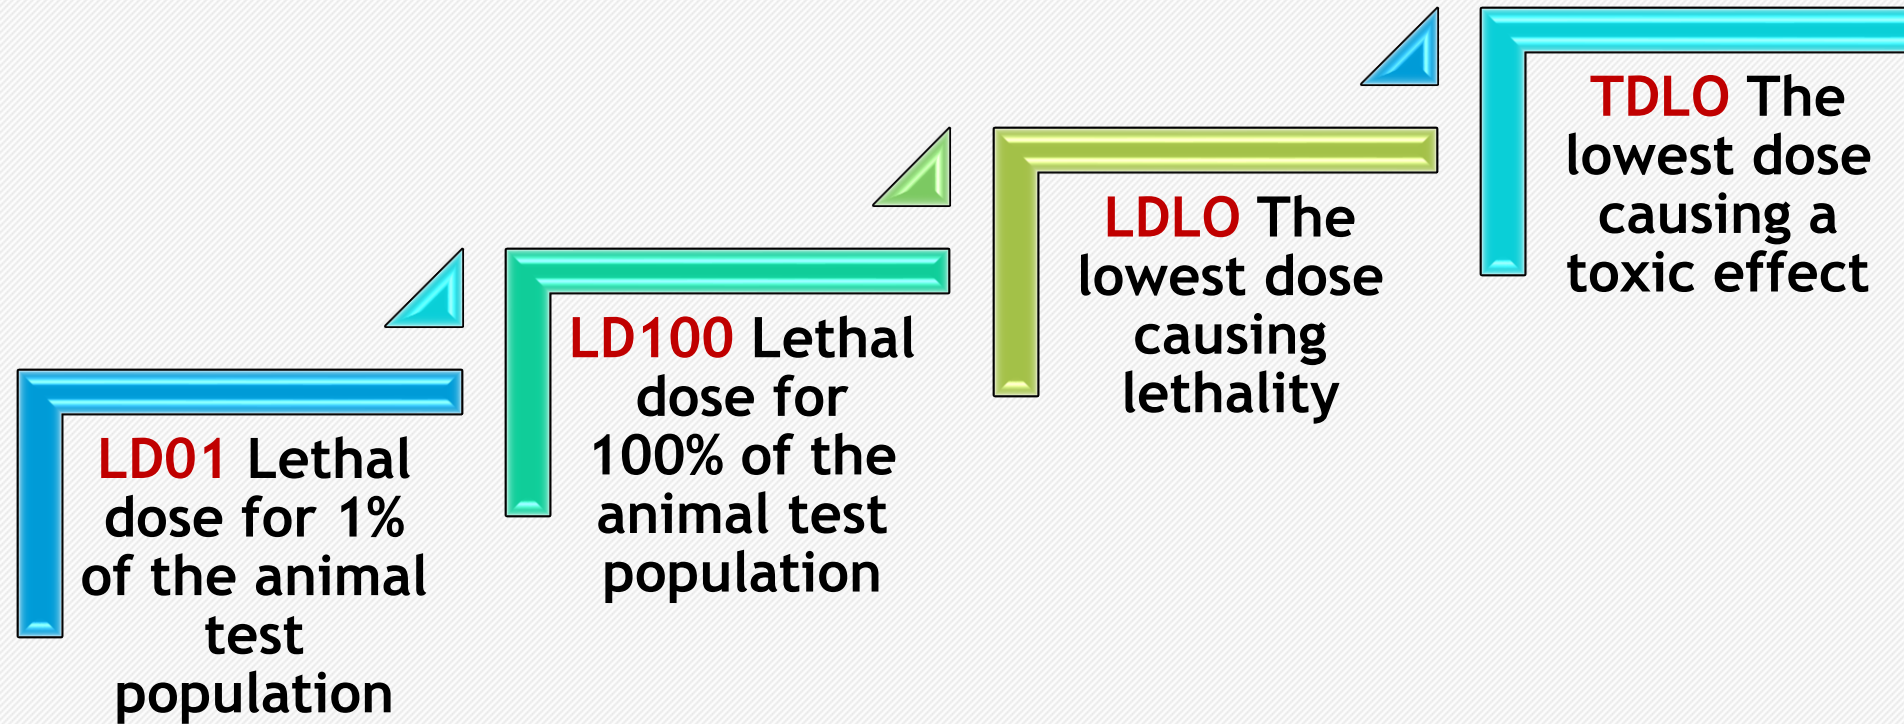 LD01 Lethal
dose for 1%
of the animal
test
population
LD100 Lethal
dose for
100% of the
animal test
population
LDLO The
lowest dose
causing
lethality
TDLO The
lowest dose
causing a
toxic effect